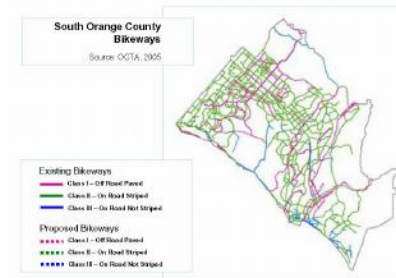 South Orange County
Bikeways
Source: OCTA, 2005
Existing Bikeways
Class I - Off Road Paved
Class II - On Road Striped
Class III - On Road Not Striped
Proposed Bikeways
Class I - Off Road Paved
Class II - On Road Striped
Class III - On Road Not Striped